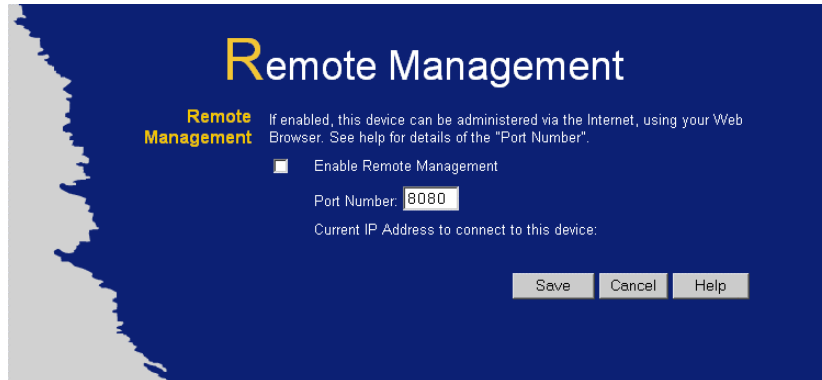 Remote Management
Remote
Management
If enabled, this device can be administered via the Internet, using your Web
Browser. See help for details of the "Port Number".
Enable Remote Management
Port Number: 8080
Current IP Address to connect to this device:
Save Cancel Help